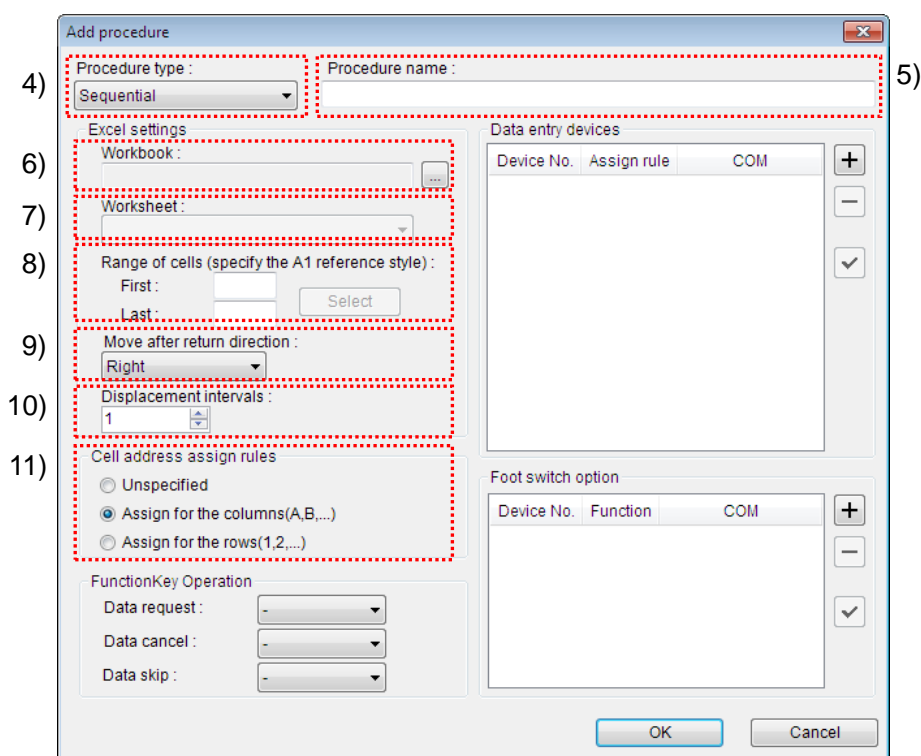 Add procedure
4)
Procedure type :
Sequential
Procedure name :
5)
Excel settings
6)
Workbook :
...
7)
Worksheet :
8)
Range of cells (specify the A1 reference style) :
First :
Last :
Select
9)
Move after return direction :
Right
10)
Displacement intervals :
1
11)
Cell address assign rules
Unspecified
Assign for the columns(A,B,...)
Assign for the rows(1,2,...)
FunctionKey Operation
Data request : -
Data cancel : -
Data skip : -
Data entry devices
Device No. Assign rule COM
Foot switch option
Device No. Function COM
OK Cancel